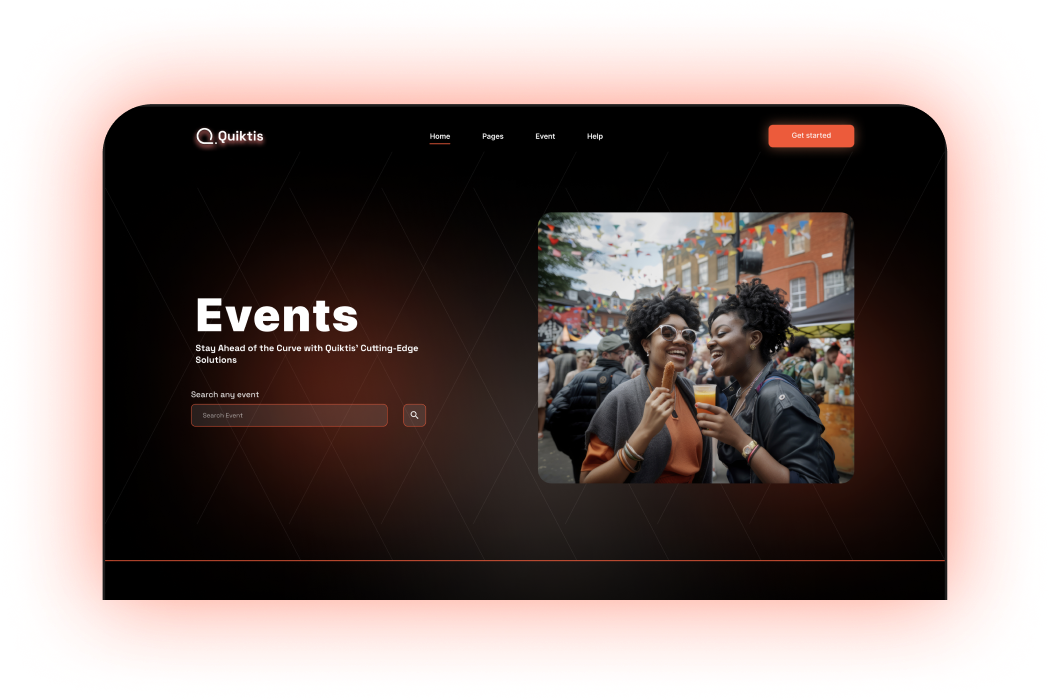 Quiktis
Home
Pages
Event
Help
Get started
Events
Stay Ahead of the Curve with Quiktis’ Cutting-Edge
Solutions
Search any event
Search Event